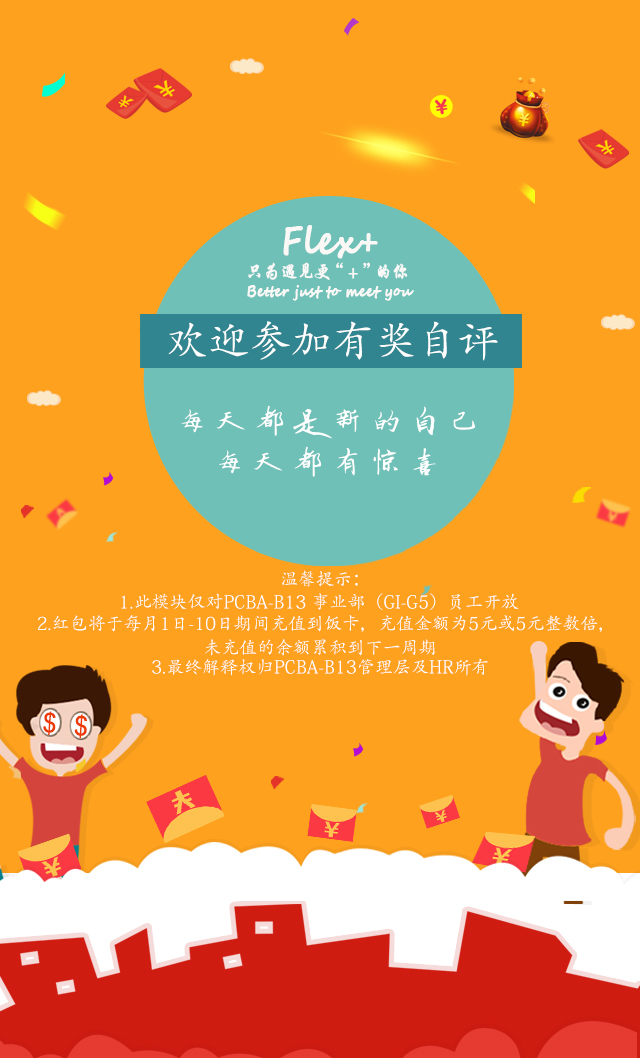 Flex+
只为遇见更“+”的你
Better just to meet you
欢迎参加有奖自评
每天都是新的自己
每天都有惊喜
温馨提示：
1.此模块仅对PCBA-B13 事业部（GI-G5）员工开放
2.红包将于每月1日-10日期间充值到饭卡，充值金额为5元或5元整数倍，
未充值的余额累积到下一周期
3.最终解释权归PCBA-B13管理层及HR所有